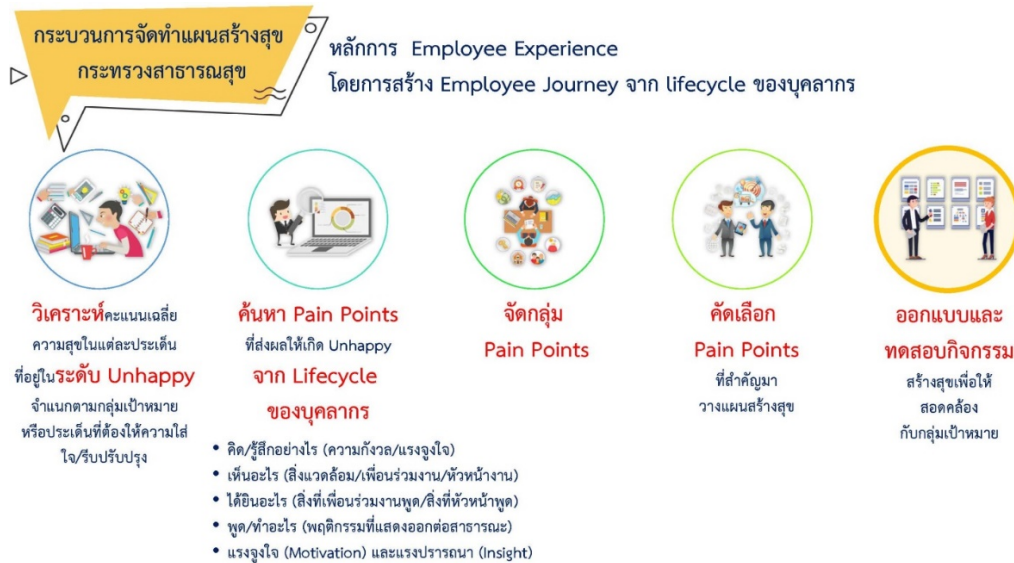 กระบวนการจัดทำแผนสร้างสุข
กระทรวงสาธารณสุข
หลักการ Employee Experience
โดยการสร้าง Employee Journey จาก lifecycle ของบุคลากร
วิเคราะห์คะแนนเฉลี่ย
ความสุขในแต่ละประเด็น
ที่อยู่ในระดับ Unhappy
จำแนกตามกลุ่มเป้าหมาย
หรือประเด็นที่ต้องให้ความใส่
ใจ/รีบปรับปรุง
ค้นหา Pain Points
ที่ส่งผลให้เกิด Unhappy
จาก Lifecycle
ของบุคลากร
• คิด/รู้สึกอย่างไร (ความกังวล/แรงจูงใจ)
• เห็นอะไร (สิ่งแวดล้อม/เพื่อนร่วมงาน/หัวหน้างาน)
• ได้ยินอะไร (สิ่งที่เพื่อนร่วมงานพูด/สิ่งที่หัวหน้าพูด)
• พูด/ทำอะไร (พฤติกรรมที่แสดงออกต่อสาธารณะ)
• แรงจูงใจ (Motivation) และแรงปรารถนา (Insight)
จัดกลุ่ม
Pain Points
คัดเลือก
Pain Points
ที่สำคัญมา
วางแผนสร้างสุข
ออกแบบและ
ทดสอบกิจกรรม
สร้างสุขเพื่อให้
สอดคล้อง
กับกลุ่มเป้าหมาย